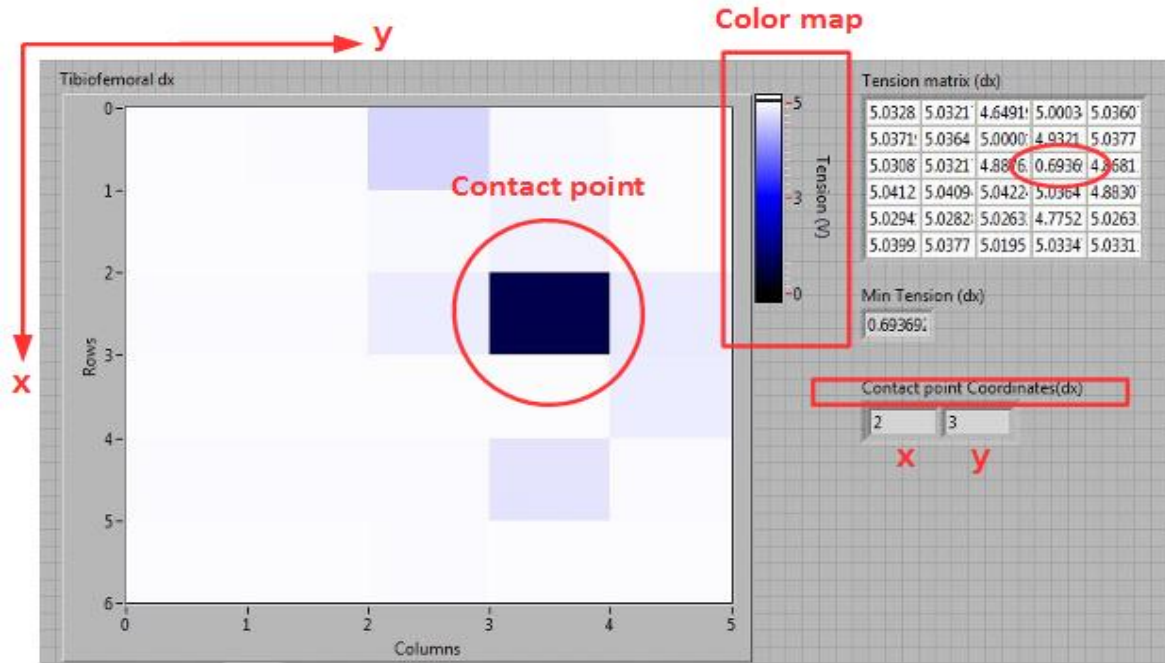 Color map
y
Tibiofemoral dx
Tension matrix (dx)
0
1
2
3
4
5
6
Rows
x
0 1 2 3 4 5
Columns
Contact point
5
3
0
Tension (V)
5.0328 5.0321 4.6491 5.0003 5.0360
5.0371 5.0364 5.0000 4.9321 5.0377
5.0308 5.0321 4.8876 0.6936 4.8681
5.0412 5.0409 5.0422 5.0364 4.8830
5.0294 5.0282 5.0263 4.7752 5.0263
5.0399 5.0377 5.0195 5.0334 5.0331
Min Tension (dx)
0.69369
Contact point Coordinates(dx)
2 3
x y